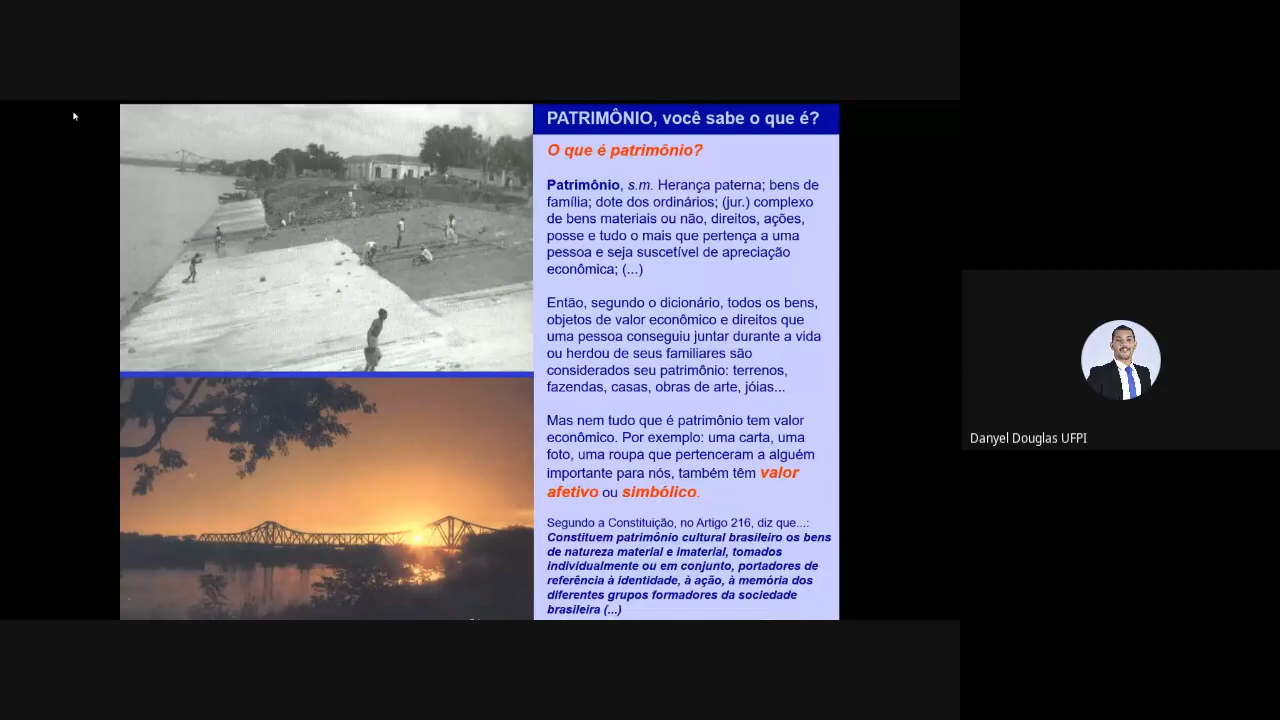 PATRIMÔNIO, você sabe o que é?
O que é patrimônio?
Patrimônio, s.m. Herança paterna; bens de
família; dote dos ordinários; (jur.) complexo
de bens materiais ou não, direitos, ações,
posse e tudo o mais que pertença a uma
pessoa e seja suscetível de apreciação
econômica; (...)
Então, segundo o dicionário, todos os bens,
objetos de valor econômico e direitos que
uma pessoa conseguiu juntar durante a vida
ou herdou de seus familiares são
considerados seu patrimônio: terrenos,
fazendas, casas, obras de arte, jóias...
Mas nem tudo que é patrimônio tem valor
econômico. Por exemplo: uma carta, uma
foto, uma roupa que pertenceram a alguém
importante para nós, também têm valor
afetivo ou simbólico.
Segundo a Constituição, no Artigo 216, diz que...:
Constituem patrimônio cultural brasileiro os bens
de natureza material e imaterial, tomados
individualmente ou em conjunto, portadores de
referência à identidade, à ação, à memória dos
diferentes grupos formadores da sociedade
brasileira (...)
Danyel Douglas UFPI